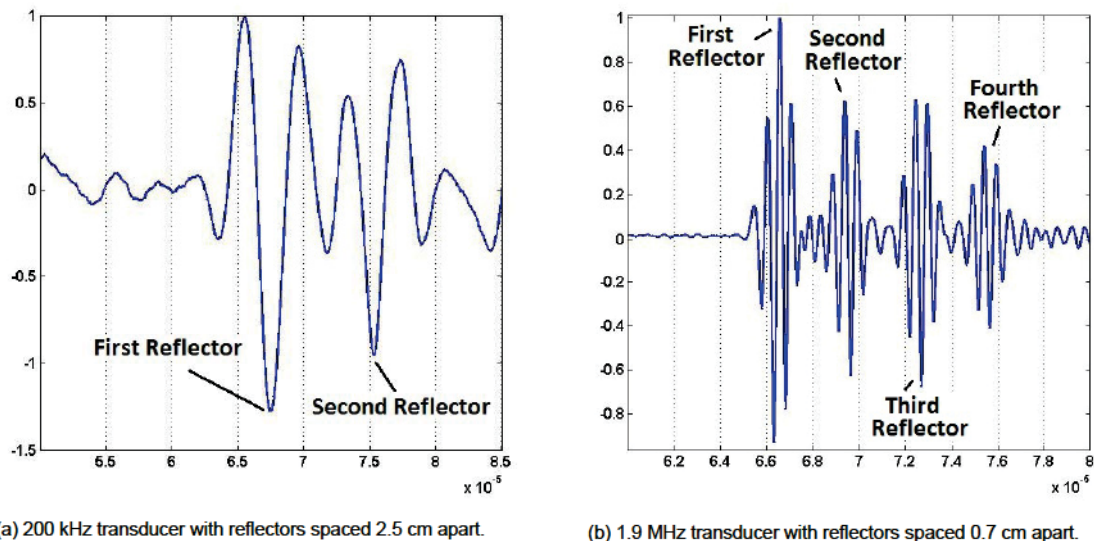 1
0.5
0
-0.5
-1
-1.5
5.5
6
6.5
7
7.5
8
8.5
x 10-5
First Reflector
Second Reflector
(a) 200 kHz transducer with reflectors spaced 2.5 cm apart.
1
0.8
0.6
0.4
0.2
0
-0.2
-0.4
-0.6
-0.8
6.2
6.4
6.6
6.8
7
7.2
7.4
7.6
7.8
8
First
Reflector
Second
Reflector
Fourth
Reflector
Third
Reflector
(b) 1.9 MHz transducer with reflectors spaced 0.7 cm apart.